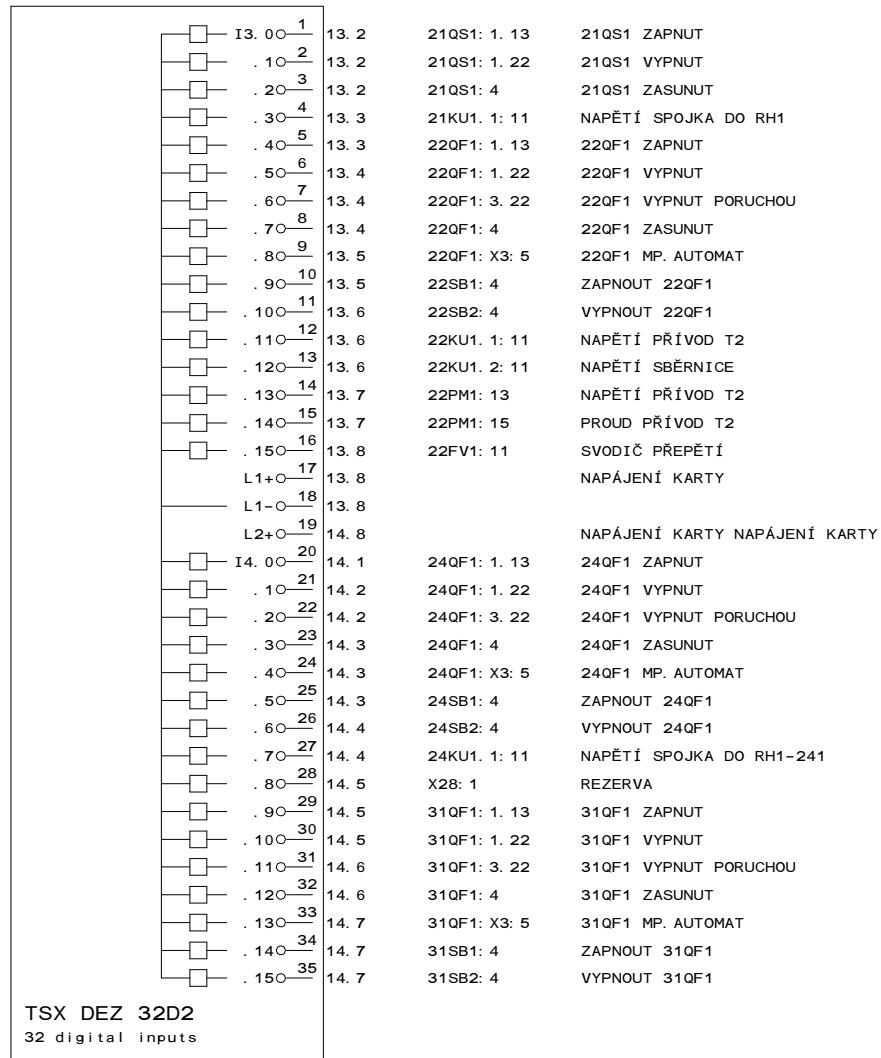 I3.0 1 13.2 21QS1:1.13 21QS1 ZAPNUT
.1 2 13.2 21QS1:1.22 21QS1 VYPNUT
.2 3 13.2 21QS1:4 21QS1 ZASUNUT
.3 4 13.3 21KU1.1:11 NAPĚTÍ SPOJKA DO RH1
.4 5 13.3 22QF1:1.13 22QF1 ZAPNUT
.5 6 13.4 22QF1:1.22 22QF1 VYPNUT
.6 7 13.4 22QF1:3.22 22QF1 VYPNUT PORUCHOU
.7 8 13.4 22QF1:4 22QF1 ZASUNUT
.8 9 13.5 22QF1:X3:5 22QF1 MP.AUTOMAT
.9 10 13.5 22SB1:4 ZAPNOUT 22QF1
.10 11 13.6 22SB2:4 VYPNOUT 22QF1
.11 12 13.6 22KU1.1:11 NAPĚTÍ PŘÍVOD T2
.12 13 13.6 22KU1.2:11 NAPĚTÍ SBĚRNICE
.13 14 13.7 22PM1:13 NAPĚTÍ PŘÍVOD T2
.14 15 13.7 22PM1:15 PROUD PŘÍVOD T2
.15 16 13.8 22FV1:11 SVODIČ PŘEPĚTÍ
L1+ 17 13.8 NAPÁJENÍ KARTY
L1- 18 13.8
L2+ 19 14.8 NAPÁJENÍ KARTY NAPÁJENÍ KARTY
I4.0 20 14.1 24QF1:1.13 24QF1 ZAPNUT
.1 21 14.2 24QF1:1.22 24QF1 VYPNUT
.2 22 14.2 24QF1:3.22 24QF1 VYPNUT PORUCHOU
.3 23 14.3 24QF1:4 24QF1 ZASUNUT
.4 24 14.3 24QF1:X3:5 24QF1 MP.AUTOMAT
.5 25 14.3 24SB1:4 ZAPNOUT 24QF1
.6 26 14.4 24SB2:4 VYPNOUT 24QF1
.7 27 14.4 24KU1.1:11 NAPĚTÍ SPOJKA DO RH1-241
.8 28 14.5 X28:1 REZERVA
.9 29 14.5 31QF1:1.13 31QF1 ZAPNUT
.10 30 14.5 31QF1:1.22 31QF1 VYPNUT
.11 31 14.6 31QF1:3.22 31QF1 VYPNUT PORUCHOU
.12 32 14.6 31QF1:4 31QF1 ZASUNUT
.13 33 14.7 31QF1:X3:5 31QF1 MP.AUTOMAT
.14 34 14.7 31SB1:4 ZAPNOUT 31QF1
.15 35 14.7 31SB2:4 VYPNOUT 31QF1
TSX DEZ 32D2
32 digital inputs